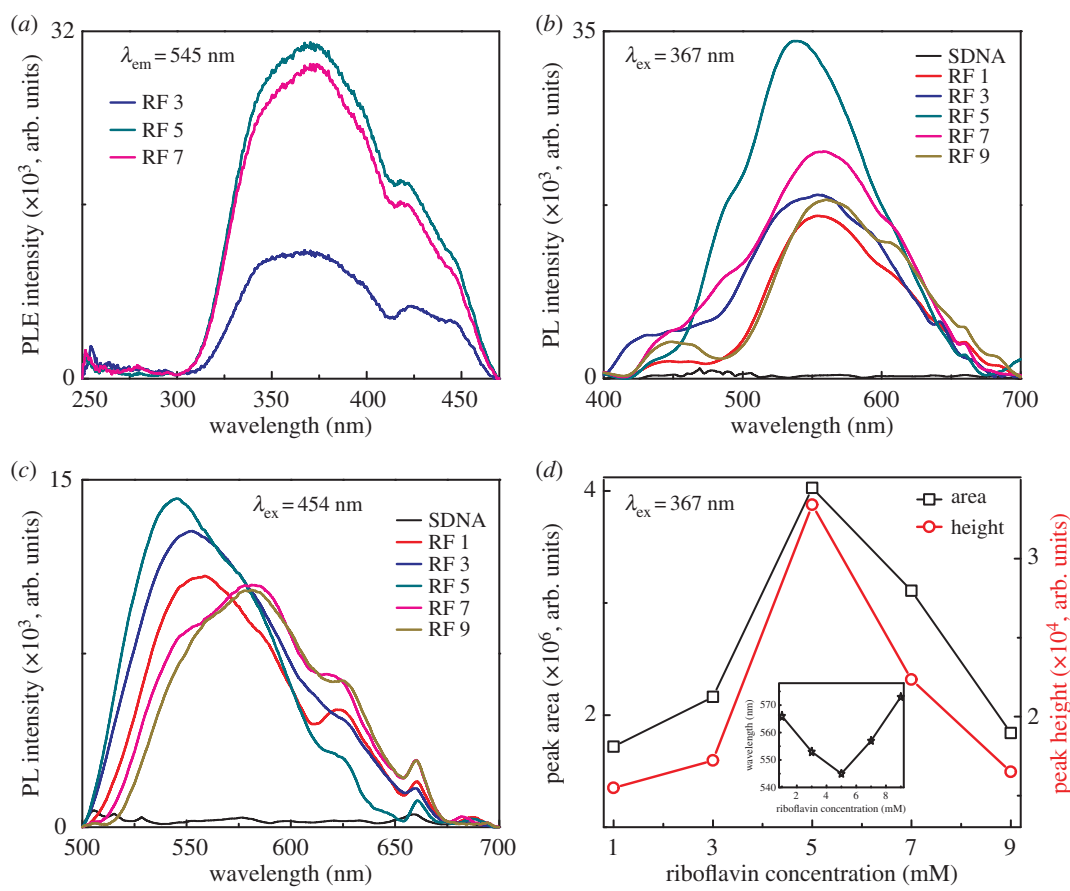 (a)
32
λem = 545 nm
RF 3
RF 5
RF 7
PLE intensity (×10³, arb. units)
0
250 300 350 400 450
wavelength (nm)
(b)
35
λex = 367 nm
SDNA
RF 1
RF 3
RF 5
RF 7
RF 9
PL intensity (×10³, arb. units)
0
400 500 600 700
wavelength (nm)
(c)
15
λex = 454 nm
SDNA
RF 1
RF 3
RF 5
RF 7
RF 9
PL intensity (×10³, arb. units)
0
500 550 600 650 700
wavelength (nm)
(d)
λex = 367 nm
area
height
4
2
peak area (×10⁶, arb. units)
3
2
peak height (×10⁴, arb. units)
570
560
550
540
wavelength (nm)
2 4 6 8
riboflavin concentration (mM)
1 3 5 7 9
riboflavin concentration (mM)